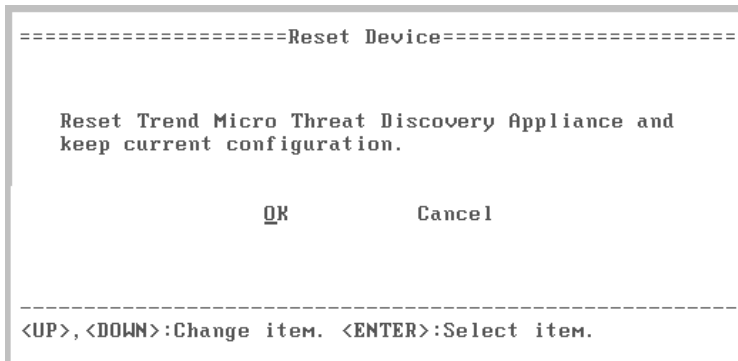 =====================Reset Device=======================
Reset Trend Micro Threat Discovery Appliance and
keep current configuration.
OK Cancel
--------------------------------------------------------
<UP>,<DOWN>:Change item. <ENTER>:Select item.